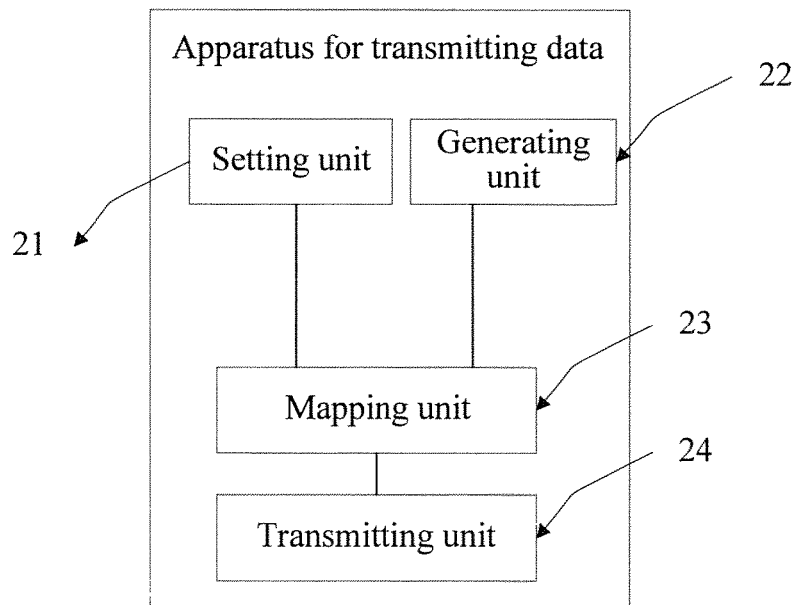 Apparatus for transmitting data
22
Setting unit
Generating
unit
21
23
Mapping unit
24
Transmitting unit